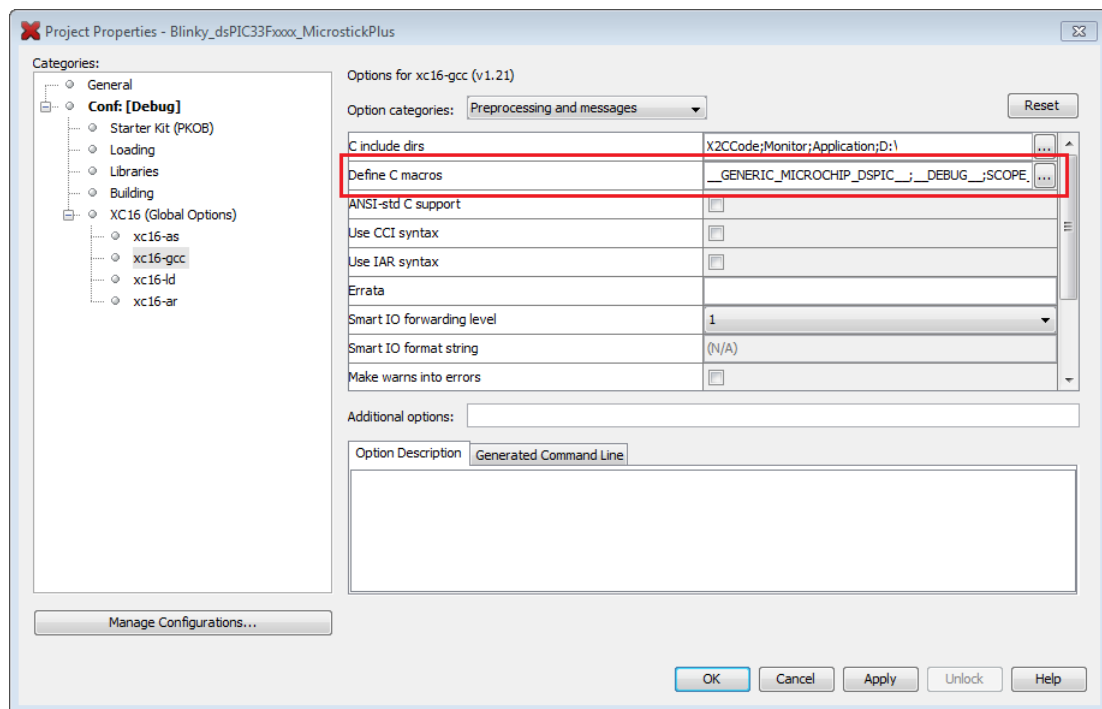 Project Properties - Blinky_dsPIC33Fxxxx_MicrostickPlus
Categories:
General
Conf: [Debug]
Starter Kit (PKOB)
Loading
Libraries
Building
XC16 (Global Options)
xc16-as
xc16-gcc
xc16-ld
xc16-ar
Manage Configurations...
Options for xc16-gcc (v1.21)
Option categories: Preprocessing and messages Reset
C include dirs X2CCode;Monitor;Application;D:\ ...
Define C macros __GENERIC_MICROCHIP_DSPIC__;__DEBUG__;SCOPE_ ...
ANSI-std C support
Use CCI syntax
Use IAR syntax
Errata
Smart IO forwarding level 1
Smart IO format string (N/A)
Make warns into errors
Additional options:
Option Description Generated Command Line
OK Cancel Apply Unlock Help